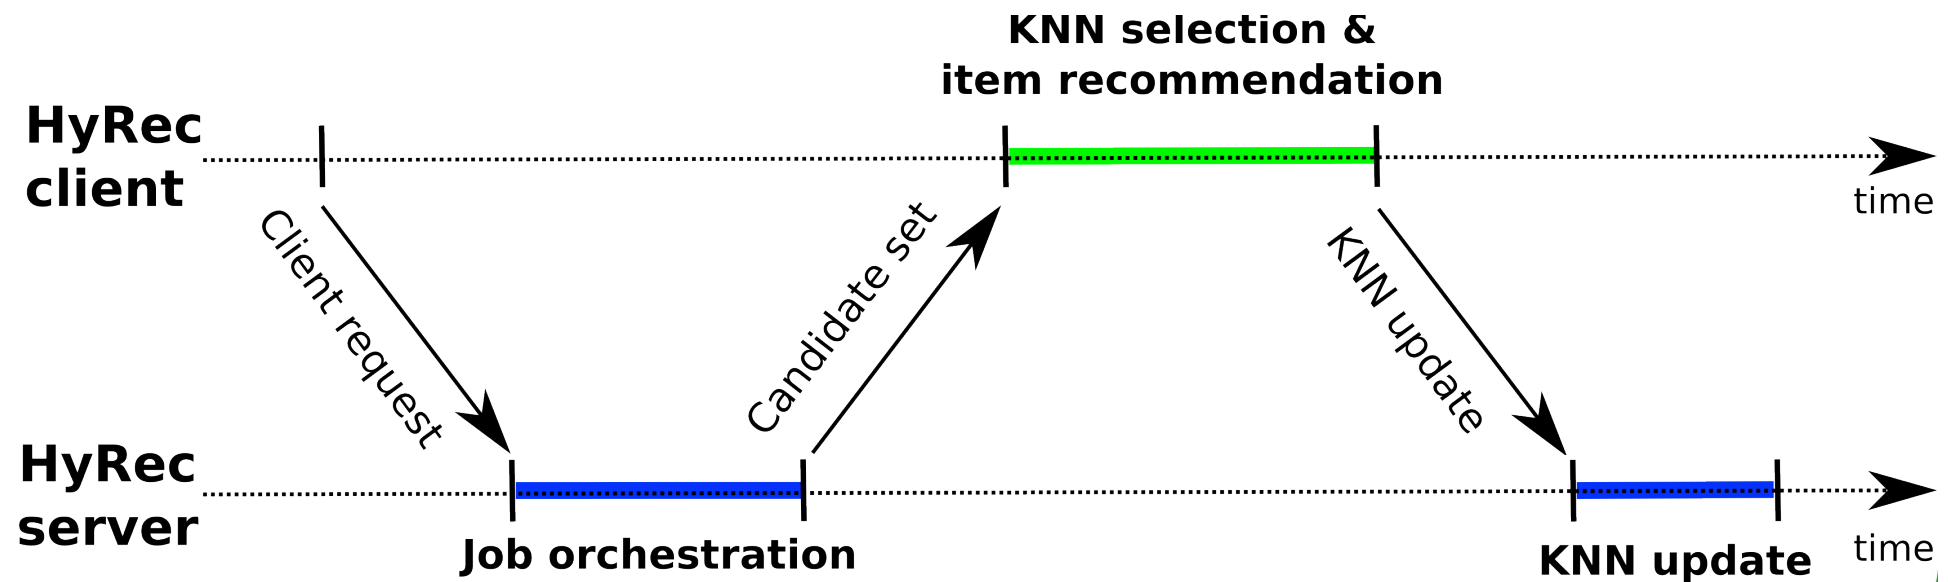 KNN selection &
item recommendation
HyRec
client
time
Client request
Candidate set
KNN update
HyRec
server
Job orchestration
KNN update
time